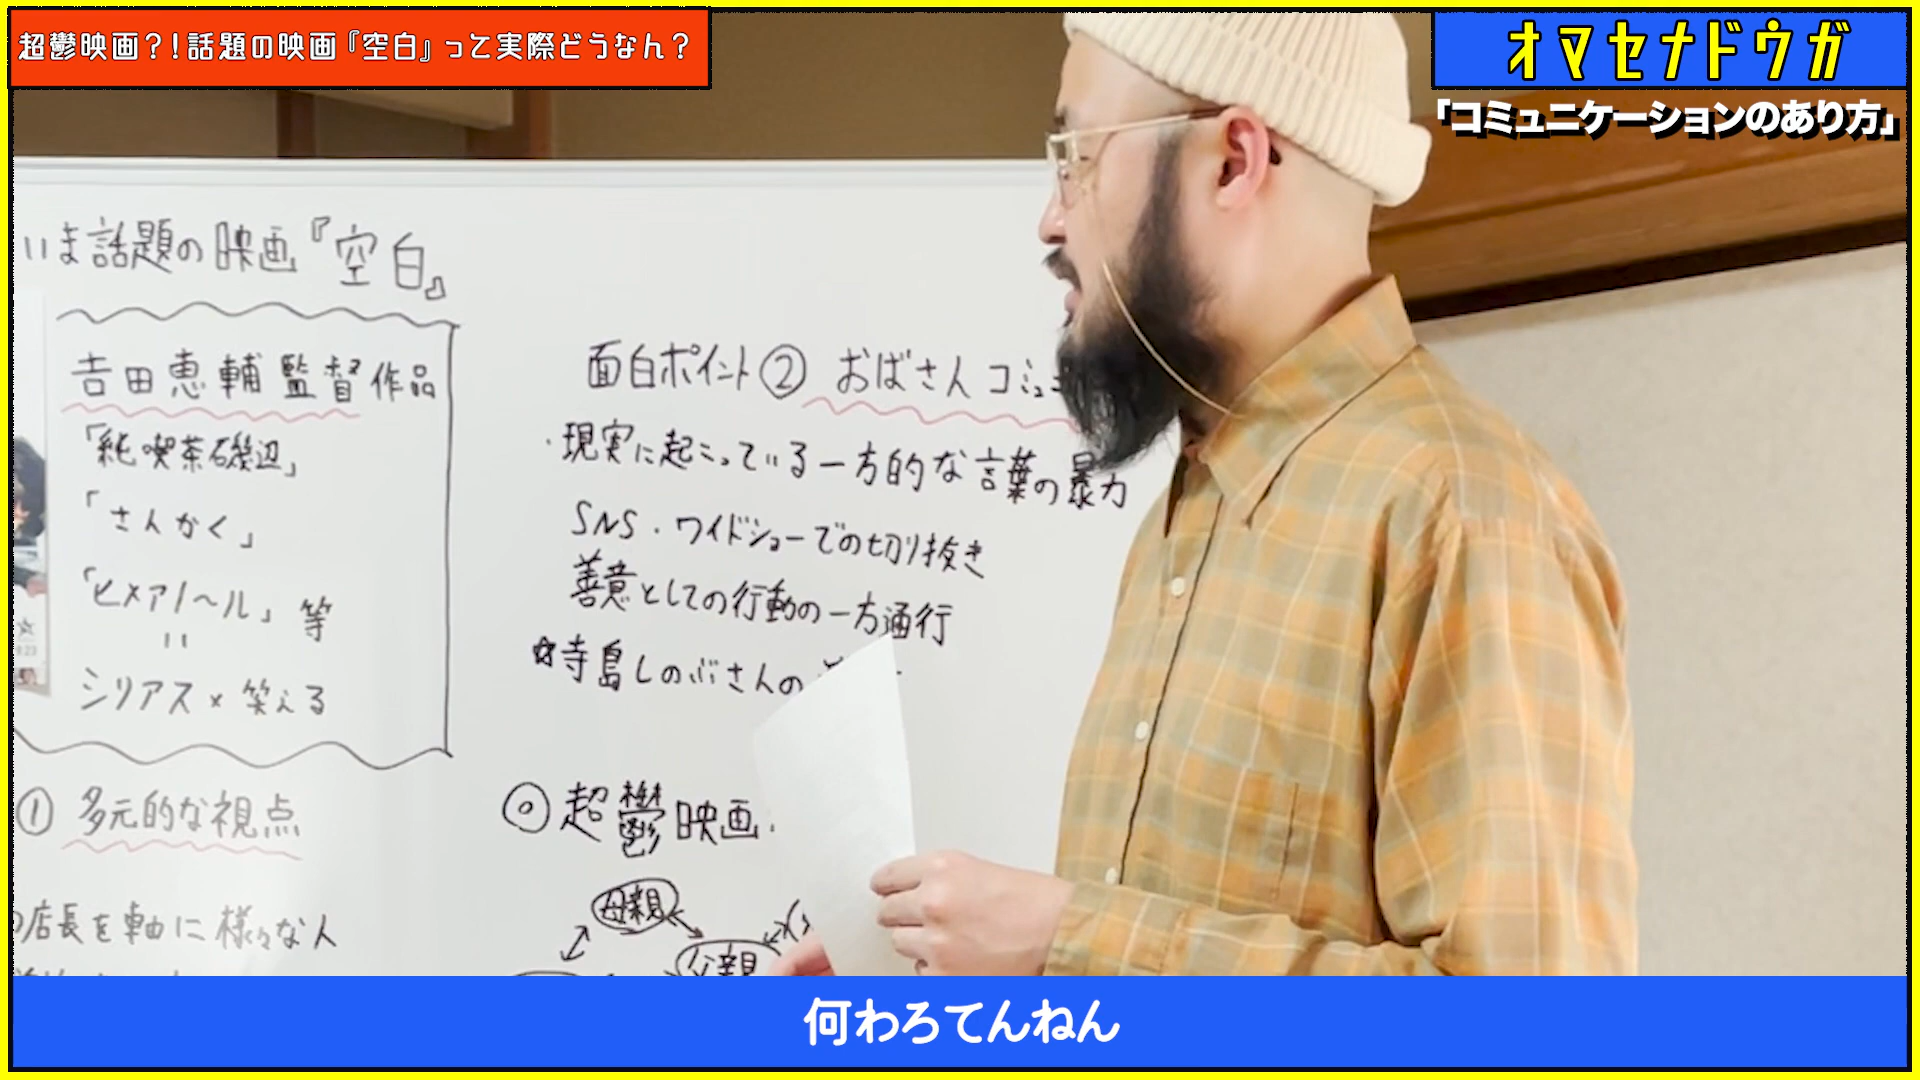 超鬱映画?!話題の映画『空白』って実際どうなん?
オマセナドウガ
「コミュニケーションのあり方」
いま話題の映画『空白』
吉田恵輔監督作品
「純喫茶磯辺」
「さんかく」
「ヒメアノ〜ル」等
シリアス×笑える
① 多元的な視点
店長を軸に様々な人
面白ポイント② おばさんコミュニ
・現実に起こっている一方的な言葉の暴力
SNS・ワイドショーでの切り抜き
善意としての行動の一方通行
☆寺島しのぶさんの
◎超鬱映画
母親
父親
何わろてんねん